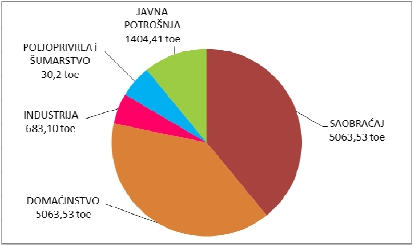 JAVNA
POTROŠNJA
1404,41 toe
POLJOPRIVREDA i
ŠUMARSTVO
30,2 toe
INDUSTRIJA
683,10 toe
SAOBRAĆAJ
5063,53 toe
DOMAĆINSTVO
5063,53 toe